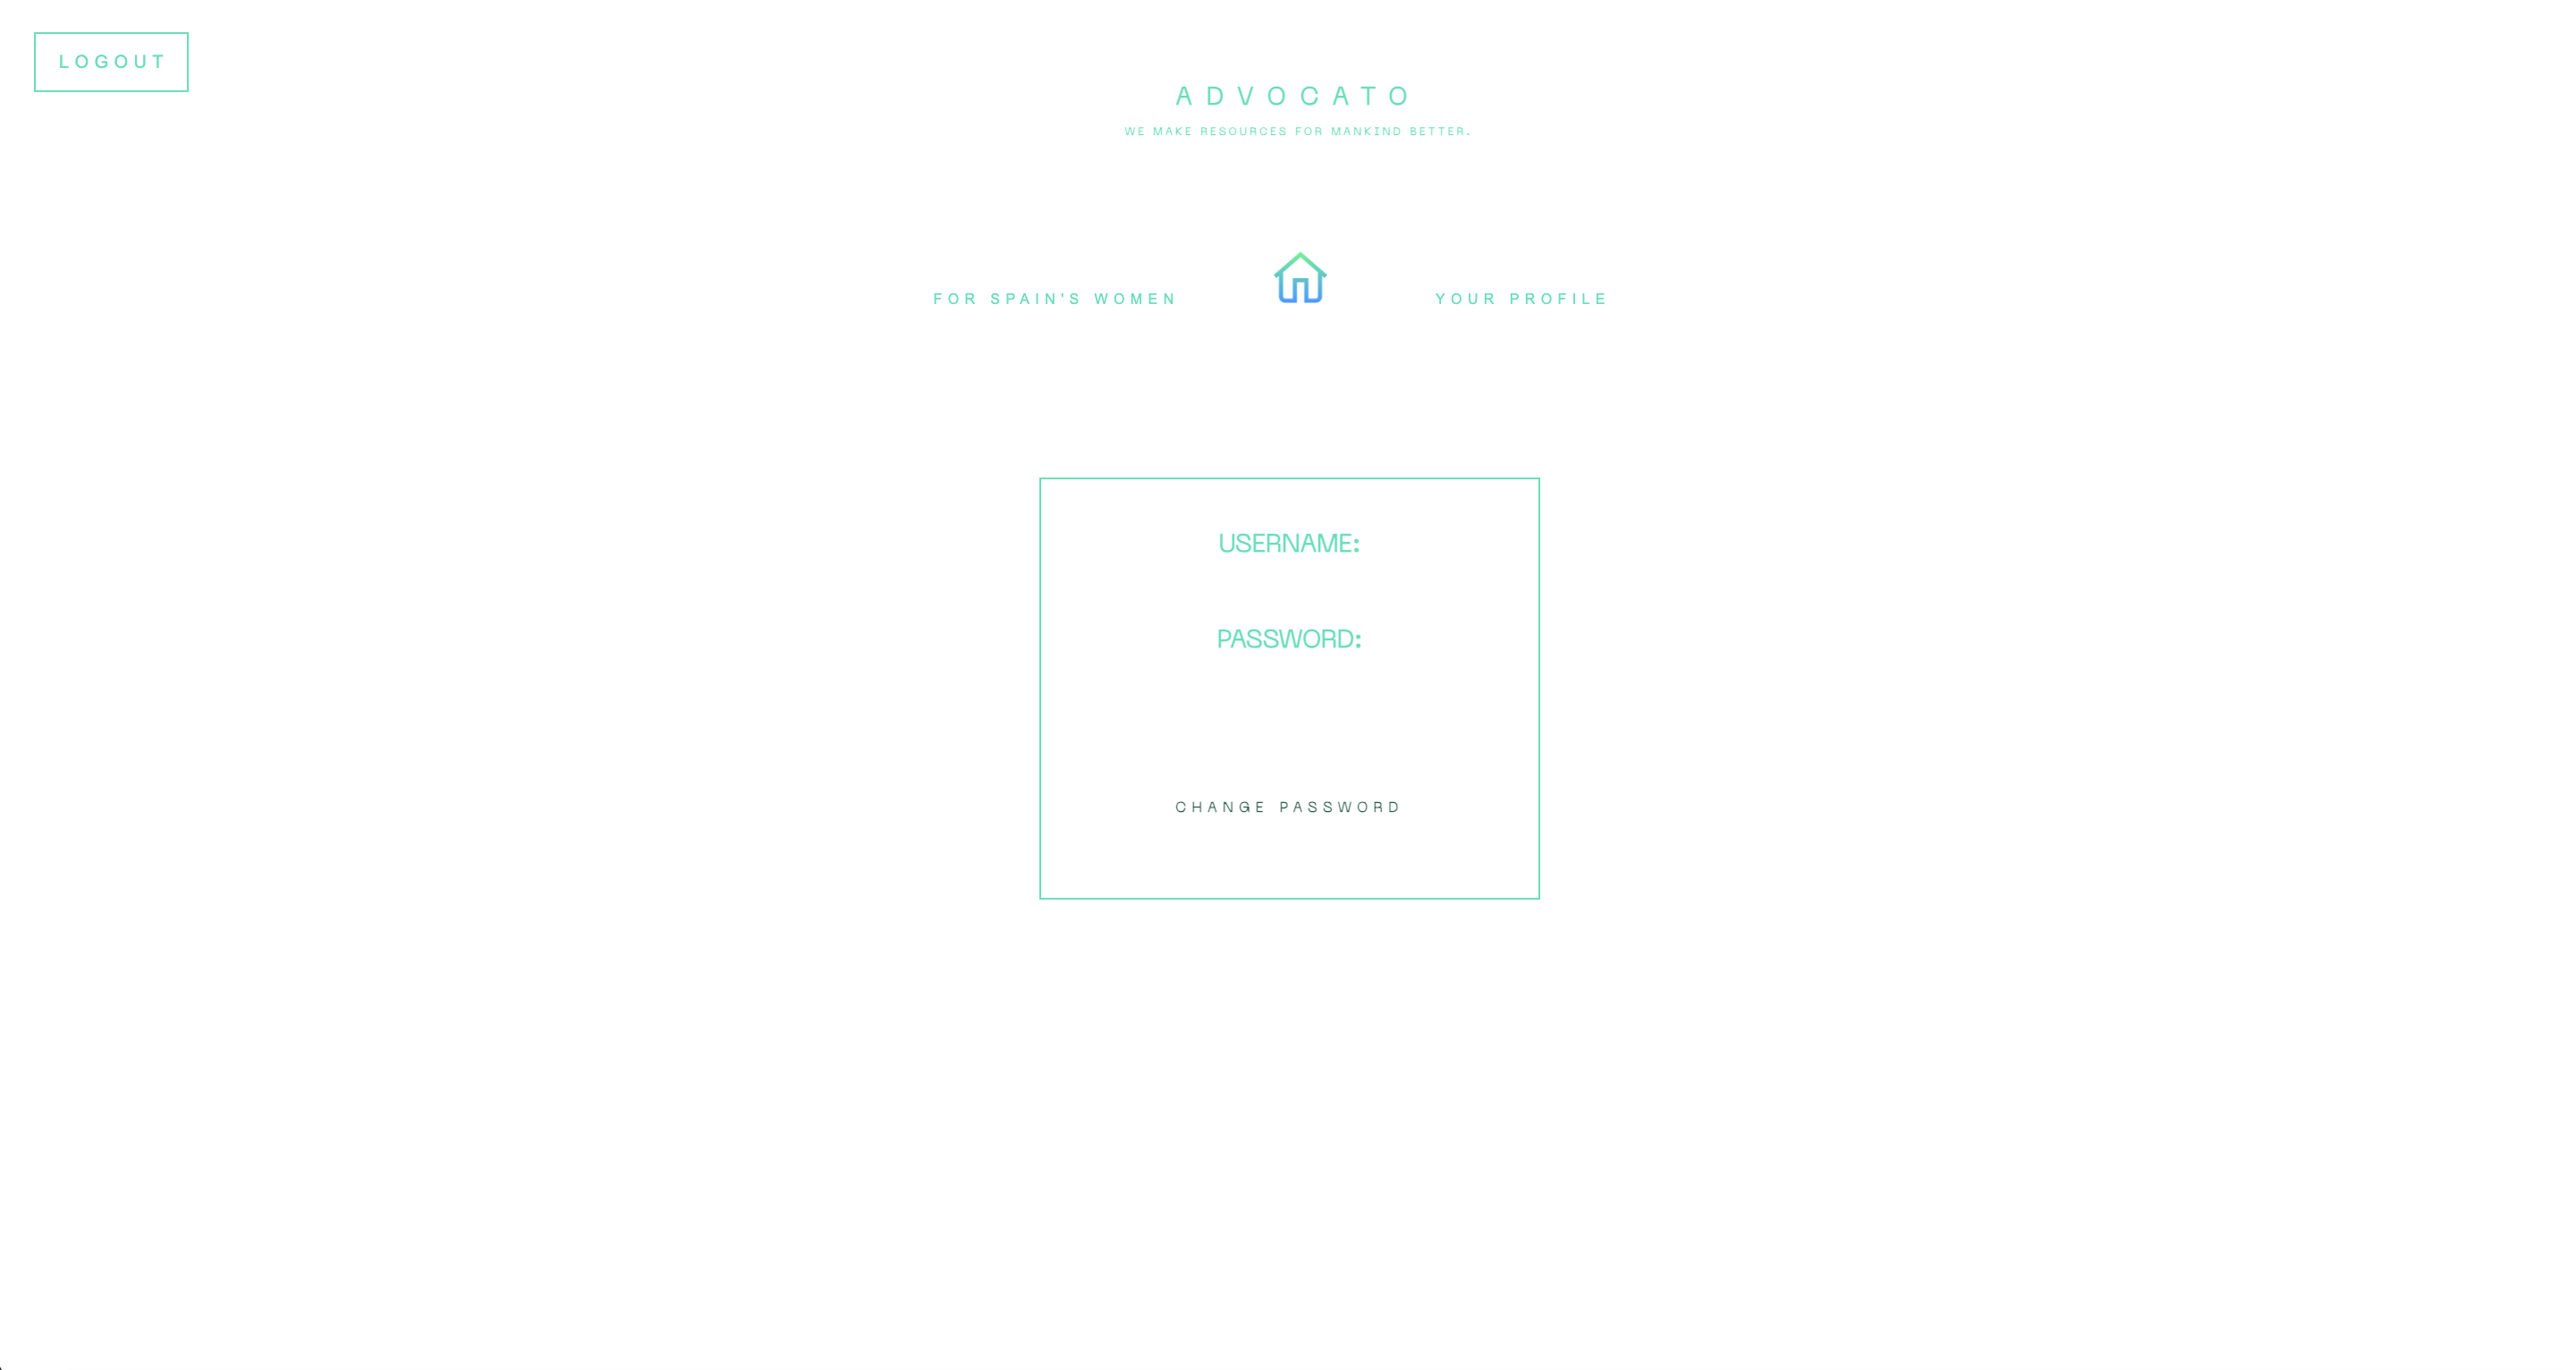 LOGOUT
ADVOCATO
WE MAKE RESOURCES FOR MANKIND BETTER.
FOR SPAIN'S WOMEN
YOUR PROFILE
USERNAME:
PASSWORD:
CHANGE PASSWORD